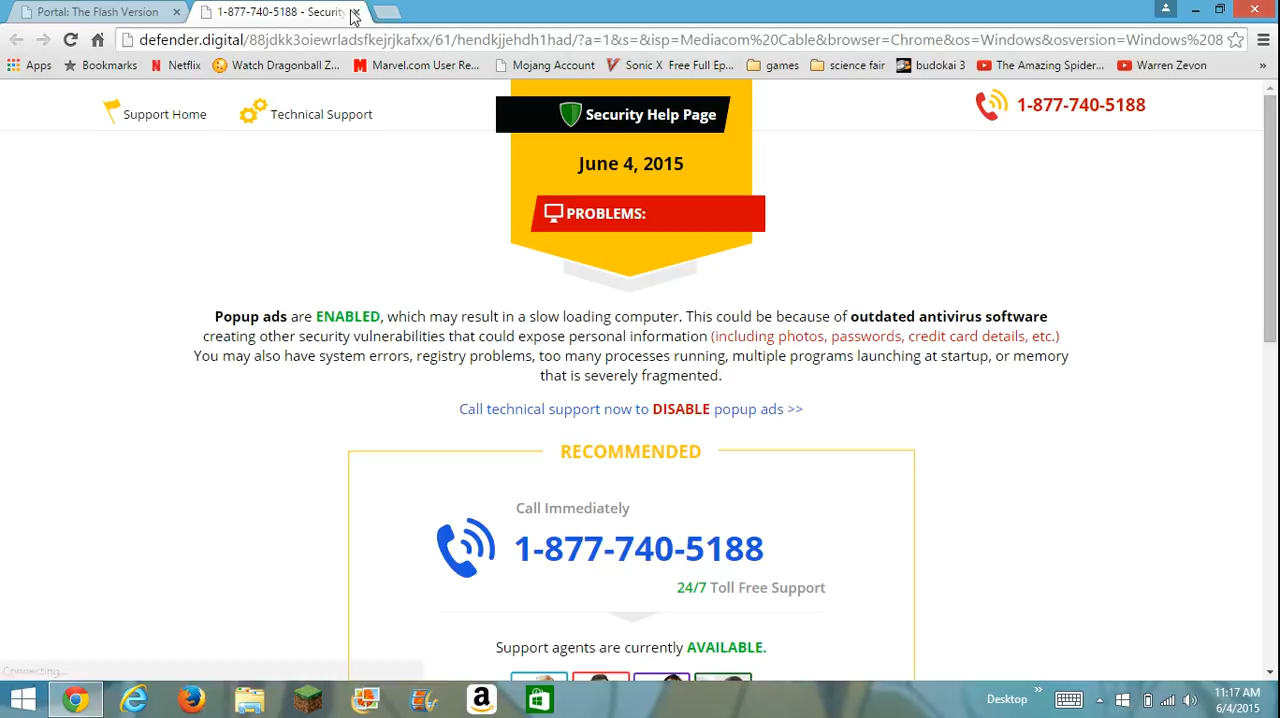 Portal: The Flash Version
1-877-740-5188 - Securit
defender.digital/88jdkk3oiewrladsfkejrjkafxx/61/hendkjjehdh1had/?a=1&s=&isp=Mediacom%20Cable&browser=Chrome&os=Windows&osversion=Windows%208
Apps Bookmarks Netflix Watch Dragonball Z... Marvel.com User Re... Mojang Account Sonic X Free Full Ep... games science fair budokai 3 The Amazing Spider... Warren Zevon »
Support Home
Technical Support
Security Help Page
1-877-740-5188
June 4, 2015
PROBLEMS:
Popup ads are ENABLED, which may result in a slow loading computer. This could be because of outdated antivirus software
creating other security vulnerabilities that could expose personal information (including photos, passwords, credit card details, etc.)
You may also have system errors, registry problems, too many processes running, multiple programs launching at startup, or memory
that is severely fragmented.
Call technical support now to DISABLE popup ads >>
RECOMMENDED
Call Immediately
1-877-740-5188
24/7 Toll Free Support
Support agents are currently AVAILABLE.
Connecting...
Desktop »
11:17 AM
6/4/2015